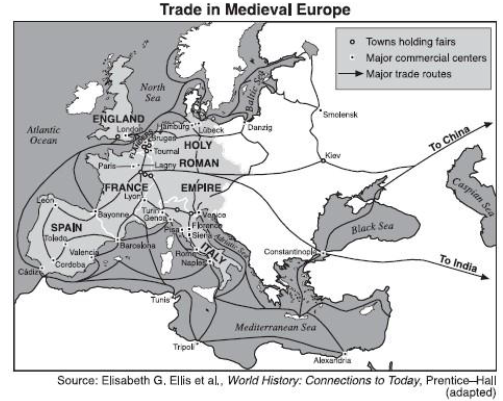 Trade in Medieval Europe
Towns holding fairs
Major commercial centers
Major trade routes
North
Sea
Baltic Sea
ENGLAND
London
Hamburg
Lübeck
Danzig
Smolensk
Atlantic
Ocean
Bruges
Tournai
HOLY
ROMAN
EMPIRE
Kiev
To China
Paris
Lagny
FRANCE
Lyon
Caspian Sea
León
Bayonne
Turin
Genoa
Venice
Florence
Pisa
Siena
Black Sea
SPAIN
Toledo
Barcelona
Rome
ITALY
Adriatic Sea
Constantinople
Valencia
Naples
To India
Cordoba
Cádiz
Tunis
Mediterranean Sea
Tripoli
Alexandria
Source: Elisabeth G. Ellis et al., World History: Connections to Today, Prentice–Hall
(adapted)